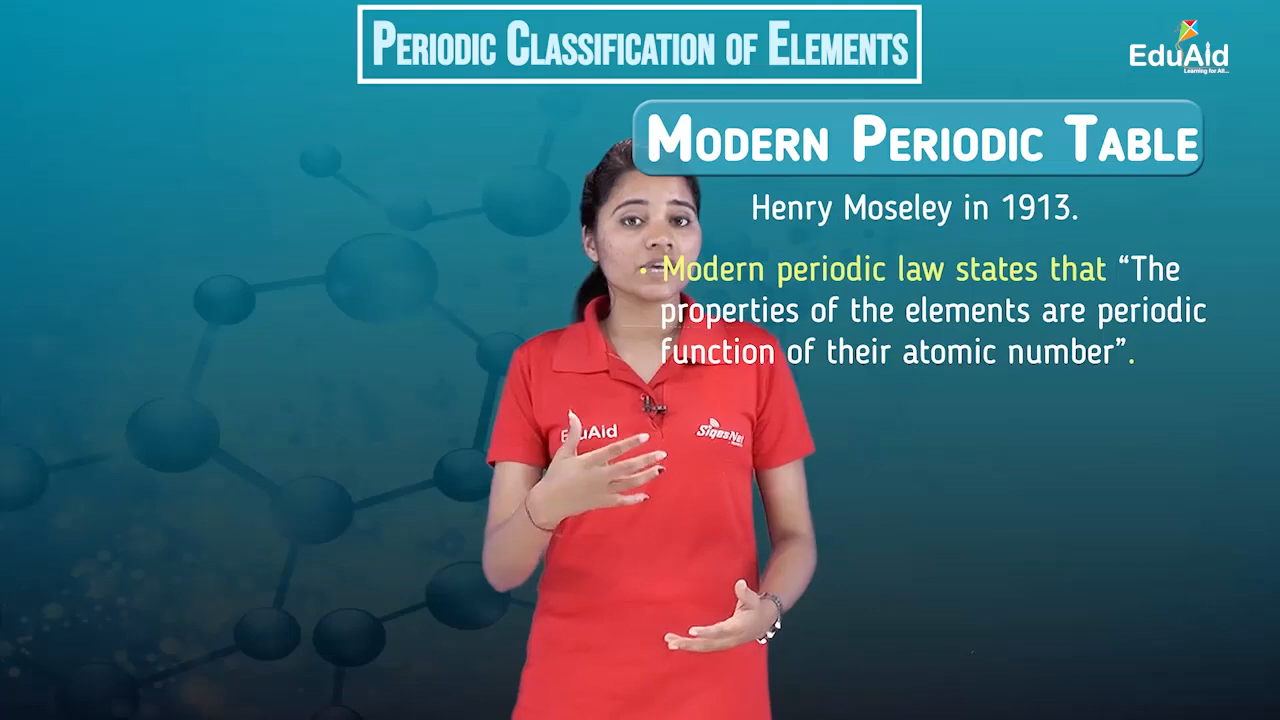 PERIODIC CLASSIFICATION OF ELEMENTS
EduAid
Learning for All...
MODERN PERIODIC TABLE
Henry Moseley in 1913.
• Modern periodic law states that “The
properties of the elements are periodic
function of their atomic number”.
EduAid
SiqesNet